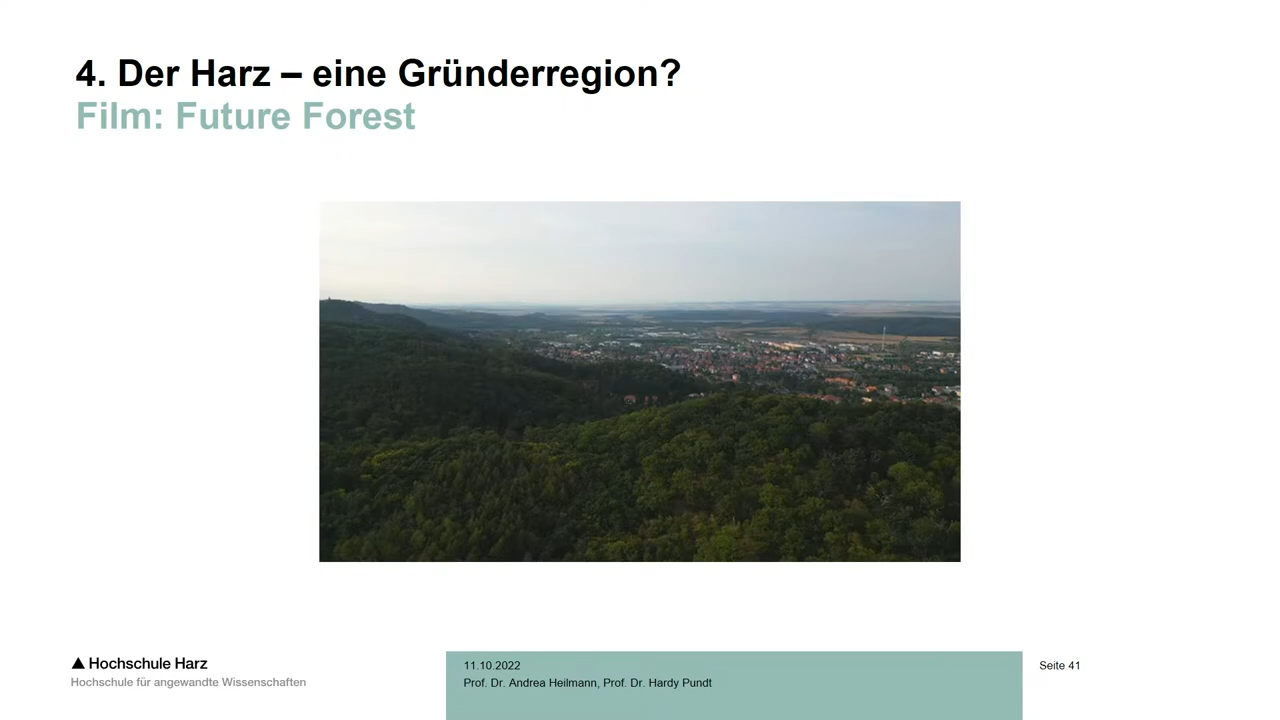 4. Der Harz – eine Gründerregion?
Film: Future Forest
Hochschule Harz
Hochschule für angewandte Wissenschaften
11.10.2022
Prof. Dr. Andrea Heilmann, Prof. Dr. Hardy Pundt
Seite 41